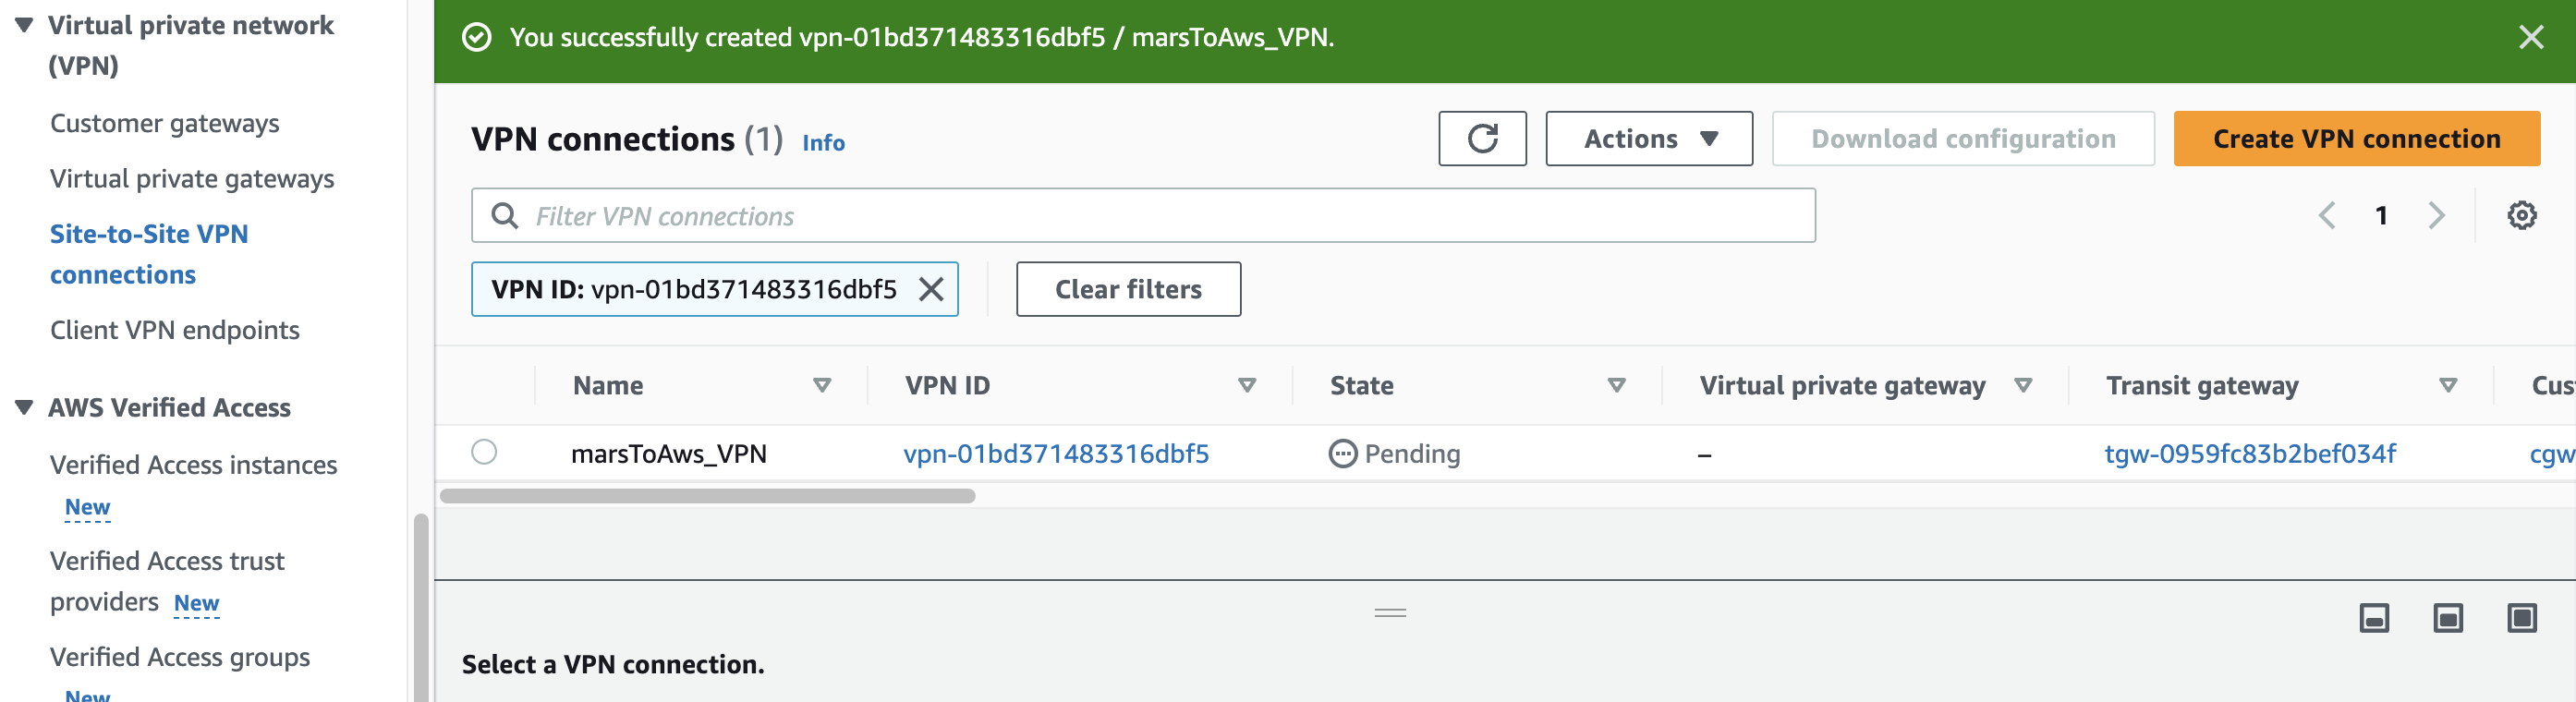 Virtual private network
(VPN)
Customer gateways
Virtual private gateways
Site-to-Site VPN
connections
Client VPN endpoints
AWS Verified Access
Verified Access instances
New
Verified Access trust
providers New
Verified Access groups
New
You successfully created vpn-01bd371483316dbf5 / marsToAws_VPN.
VPN connections (1) Info
Actions
Download configuration
Create VPN connection
Filter VPN connections
1
VPN ID: vpn-01bd371483316dbf5
Clear filters
Name VPN ID State Virtual private gateway Transit gateway Cus
marsToAws_VPN vpn-01bd371483316dbf5 Pending – tgw-0959fc83b2bef034f cgw
Select a VPN connection.